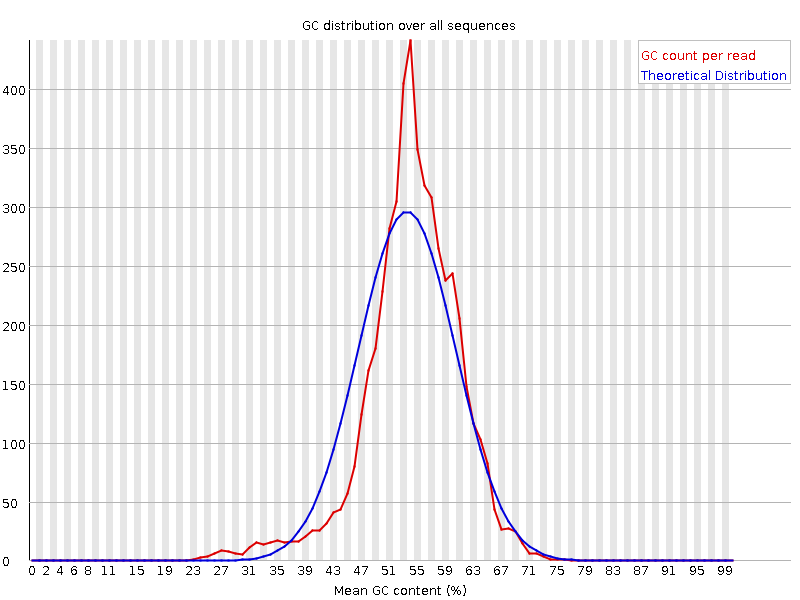 GC distribution over all sequences
GC count per read
Theoretical Distribution
400
350
300
250
200
150
100
50
0
0 2 4 6 8 11 15 19 23 27 31 35 39 43 47 51 55 59 63 67 71 75 79 83 87 91 95 99
Mean GC content (%)